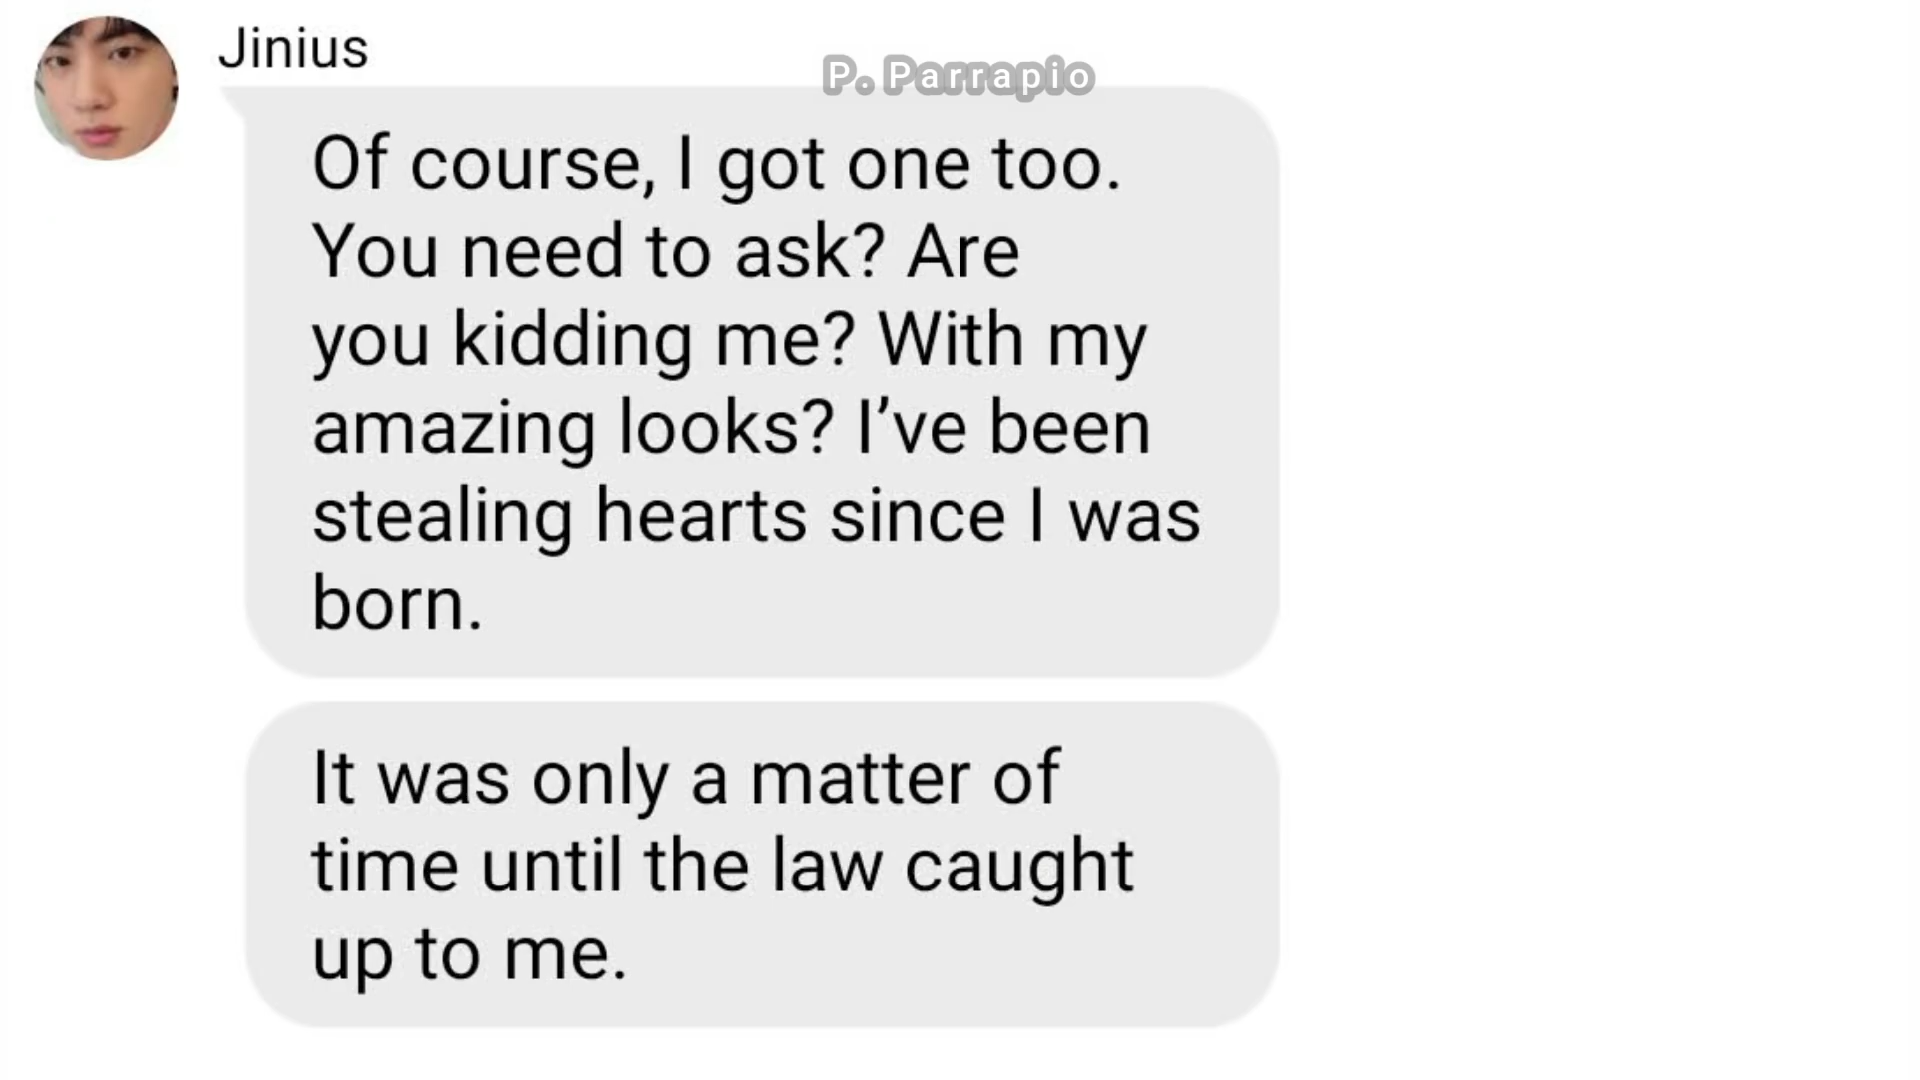 Jinius
P. Parrapio
Of course, I got one too.
You need to ask? Are
you kidding me? With my
amazing looks? I’ve been
stealing hearts since I was
born.
It was only a matter of
time until the law caught
up to me.